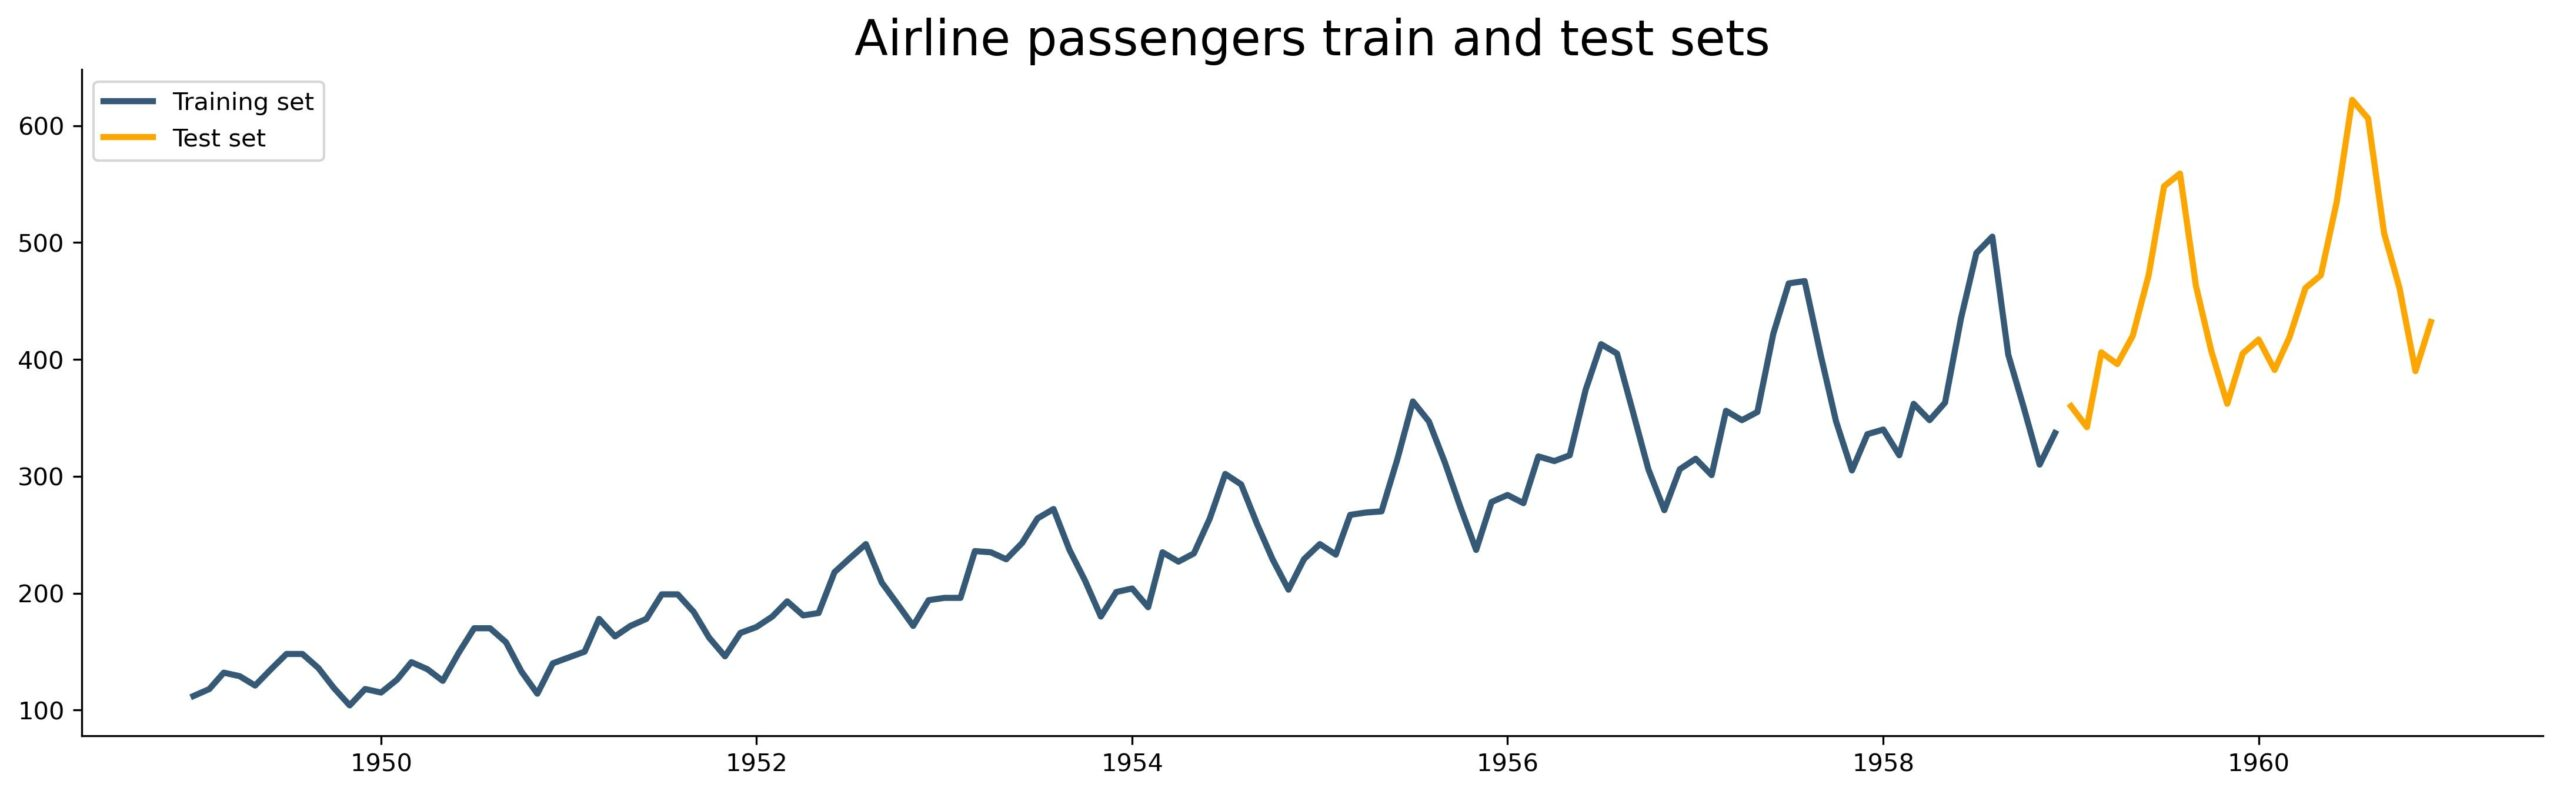 Airline passengers train and test sets
Training set
Test set
600
500
400
300
200
100
1950 1952 1954 1956 1958 1960